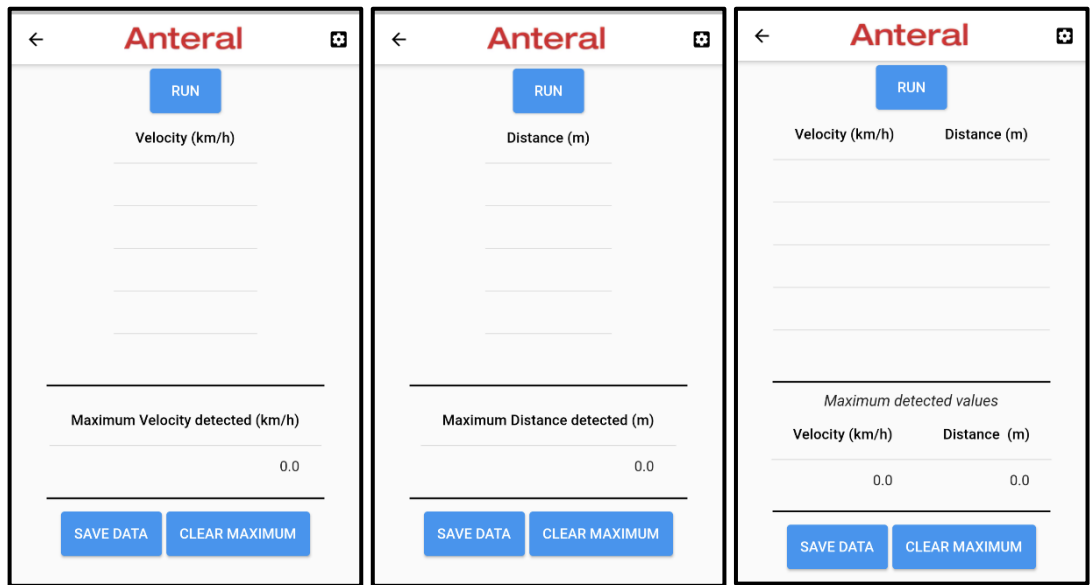 Anteral
RUN
Velocity (km/h)
Maximum Velocity detected (km/h)
0.0
SAVE DATA CLEAR MAXIMUM
Anteral
RUN
Distance (m)
Maximum Distance detected (m)
0.0
SAVE DATA CLEAR MAXIMUM
Anteral
RUN
Velocity (km/h) Distance (m)
Maximum detected values
Velocity (km/h) Distance (m)
0.0 0.0
SAVE DATA CLEAR MAXIMUM